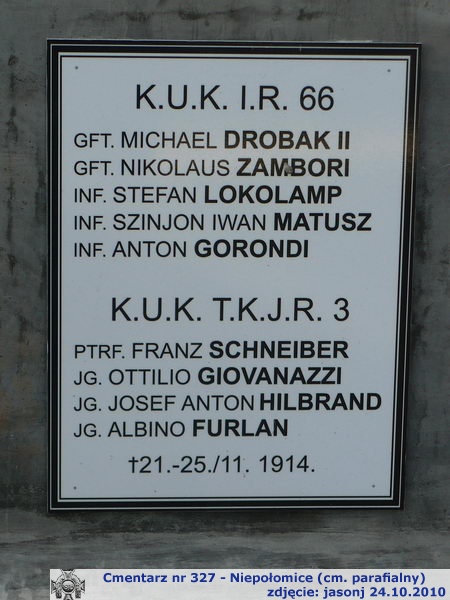 K.U.K. I.R. 66
GFT. MICHAEL DROBAK II
GFT. NIKOLAUS ZAMBORI
INF. STEFAN LOKOLAMP
INF. SZINJON IWAN MATUSZ
INF. ANTON GORONDI
K.U.K. T.K.J.R. 3
PTRF. FRANZ SCHNEIBER
JG. OTTILIO GIOVANAZZI
JG. JOSEF ANTON HILBRAND
JG. ALBINO FURLAN
†21.-25./11. 1914.
Cmentarz nr 327 - Niepołomice (cm. parafialny)
zdjęcie: jasonj 24.10.2010